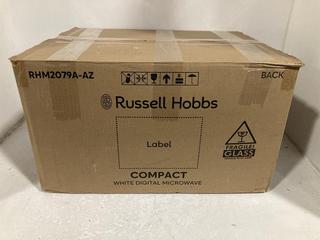 RHM2079A-AZ
BACK
Russell Hobbs
Label
FRAGILE!
GLASS
COMPACT
WHITE DIGITAL MICROWAVE